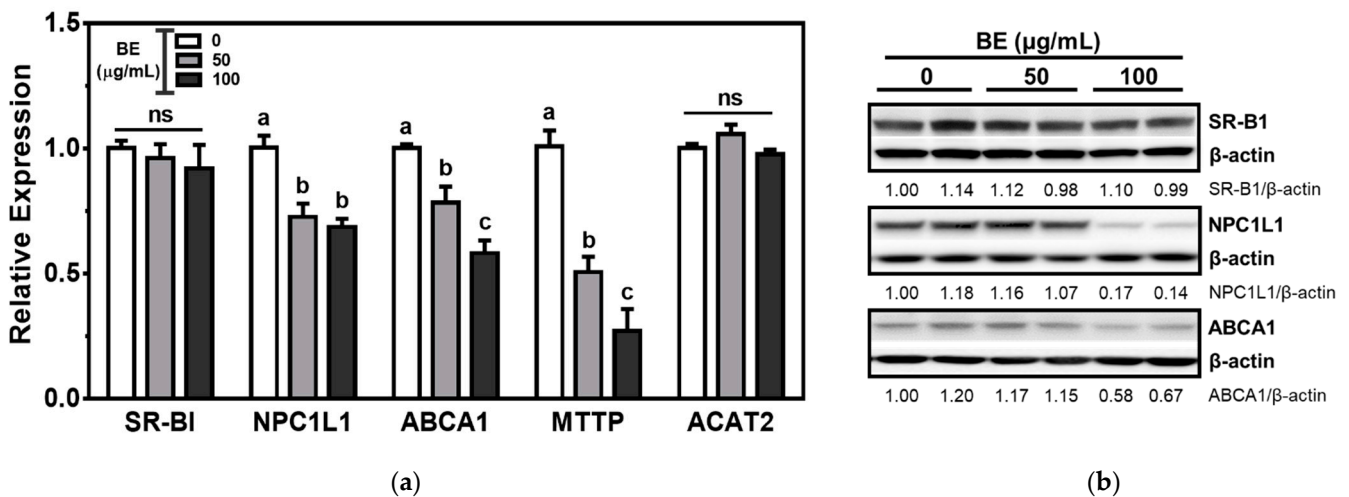 1.5
1.0
0.5
0.0
Relative Expression
BE
(μg/mL)
0
50
100
ns
a
b
b
a
b
c
a
b
c
ns
SR-BI NPC1L1 ABCA1 MTTP ACAT2
(a)
BE (μg/mL)
0 50 100
SR-B1
β-actin
1.00 1.14 1.12 0.98 1.10 0.99 SR-B1/β-actin
NPC1L1
β-actin
1.00 1.18 1.16 1.07 0.17 0.14 NPC1L1/β-actin
ABCA1
β-actin
1.00 1.20 1.17 1.15 0.58 0.67 ABCA1/β-actin
(b)